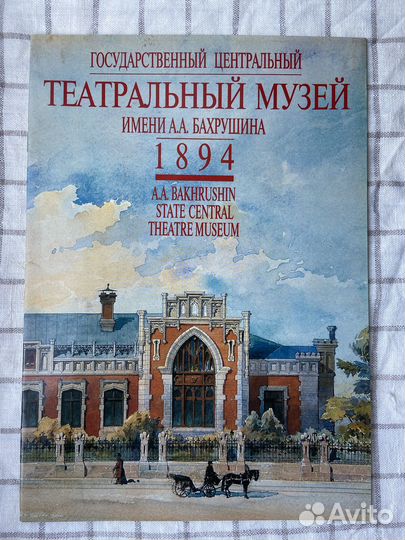 ГОСУДАРСТВЕННЫЙ ЦЕНТРАЛЬНЫЙ
ТЕАТРАЛЬНЫЙ МУЗЕЙ
ИМЕНИ А.А. БАХРУШИНА
1894
A.A. BAKHRUSHIN
STATE CENTRAL
THEATRE MUSEUM
Avito